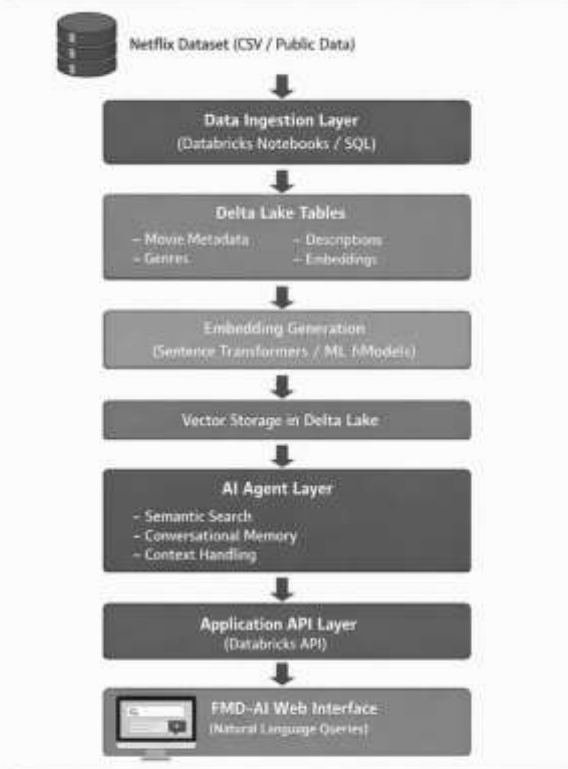 Netflix Dataset (CSV / Public Data)
Data Ingestion Layer
(Databricks Notebooks / SQL)
Delta Lake Tables
– Movie Metadata – Descriptions
– Genres – Embeddings
Embedding Generation
(Sentence Transformers / ML fiModels)
Vector Storage in Delta Lake
AI Agent Layer
– Semantic Search
– Conversational Memory
– Context Handling
Application API Layer
(Databricks API)
FMD-AI Web Interface
(Natural Language Queries)